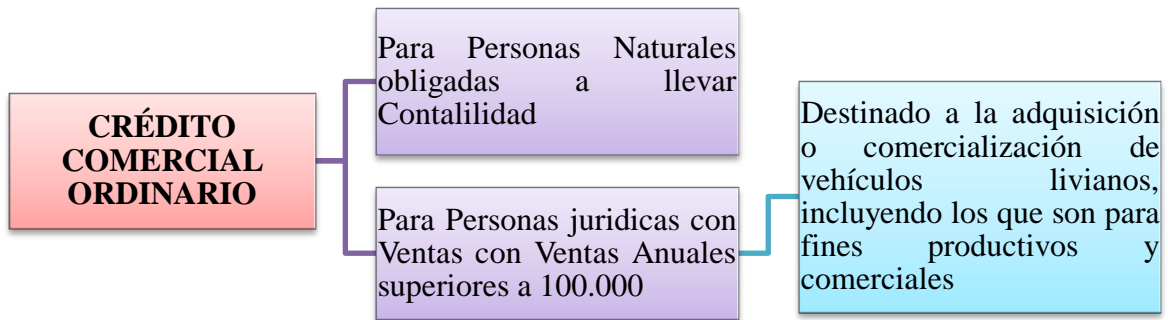 CRÉDITO
COMERCIAL
ORDINARIO
Para Personas Naturales
obligadas a llevar
Contalilidad
Para Personas juridicas con
Ventas con Ventas Anuales
superiores a 100.000
Destinado a la adquisición
o comercialización de
vehículos livianos,
incluyendo los que son para
fines productivos y
comerciales